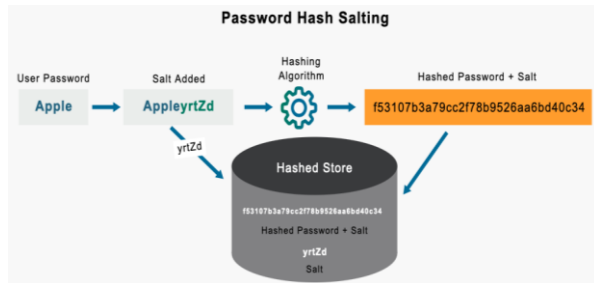 Password Hash Salting
Hashing
Algorithm
User Password
Salt Added
Hashed Password + Salt
Apple
AppleyrtZd
f53107b3a79cc2f78b9526aa6bd40c34
yrtZd
Hashed Store
f53107b3a79cc2f78b9526aa6bd40c34
Hashed Password + Salt
yrtZd
Salt